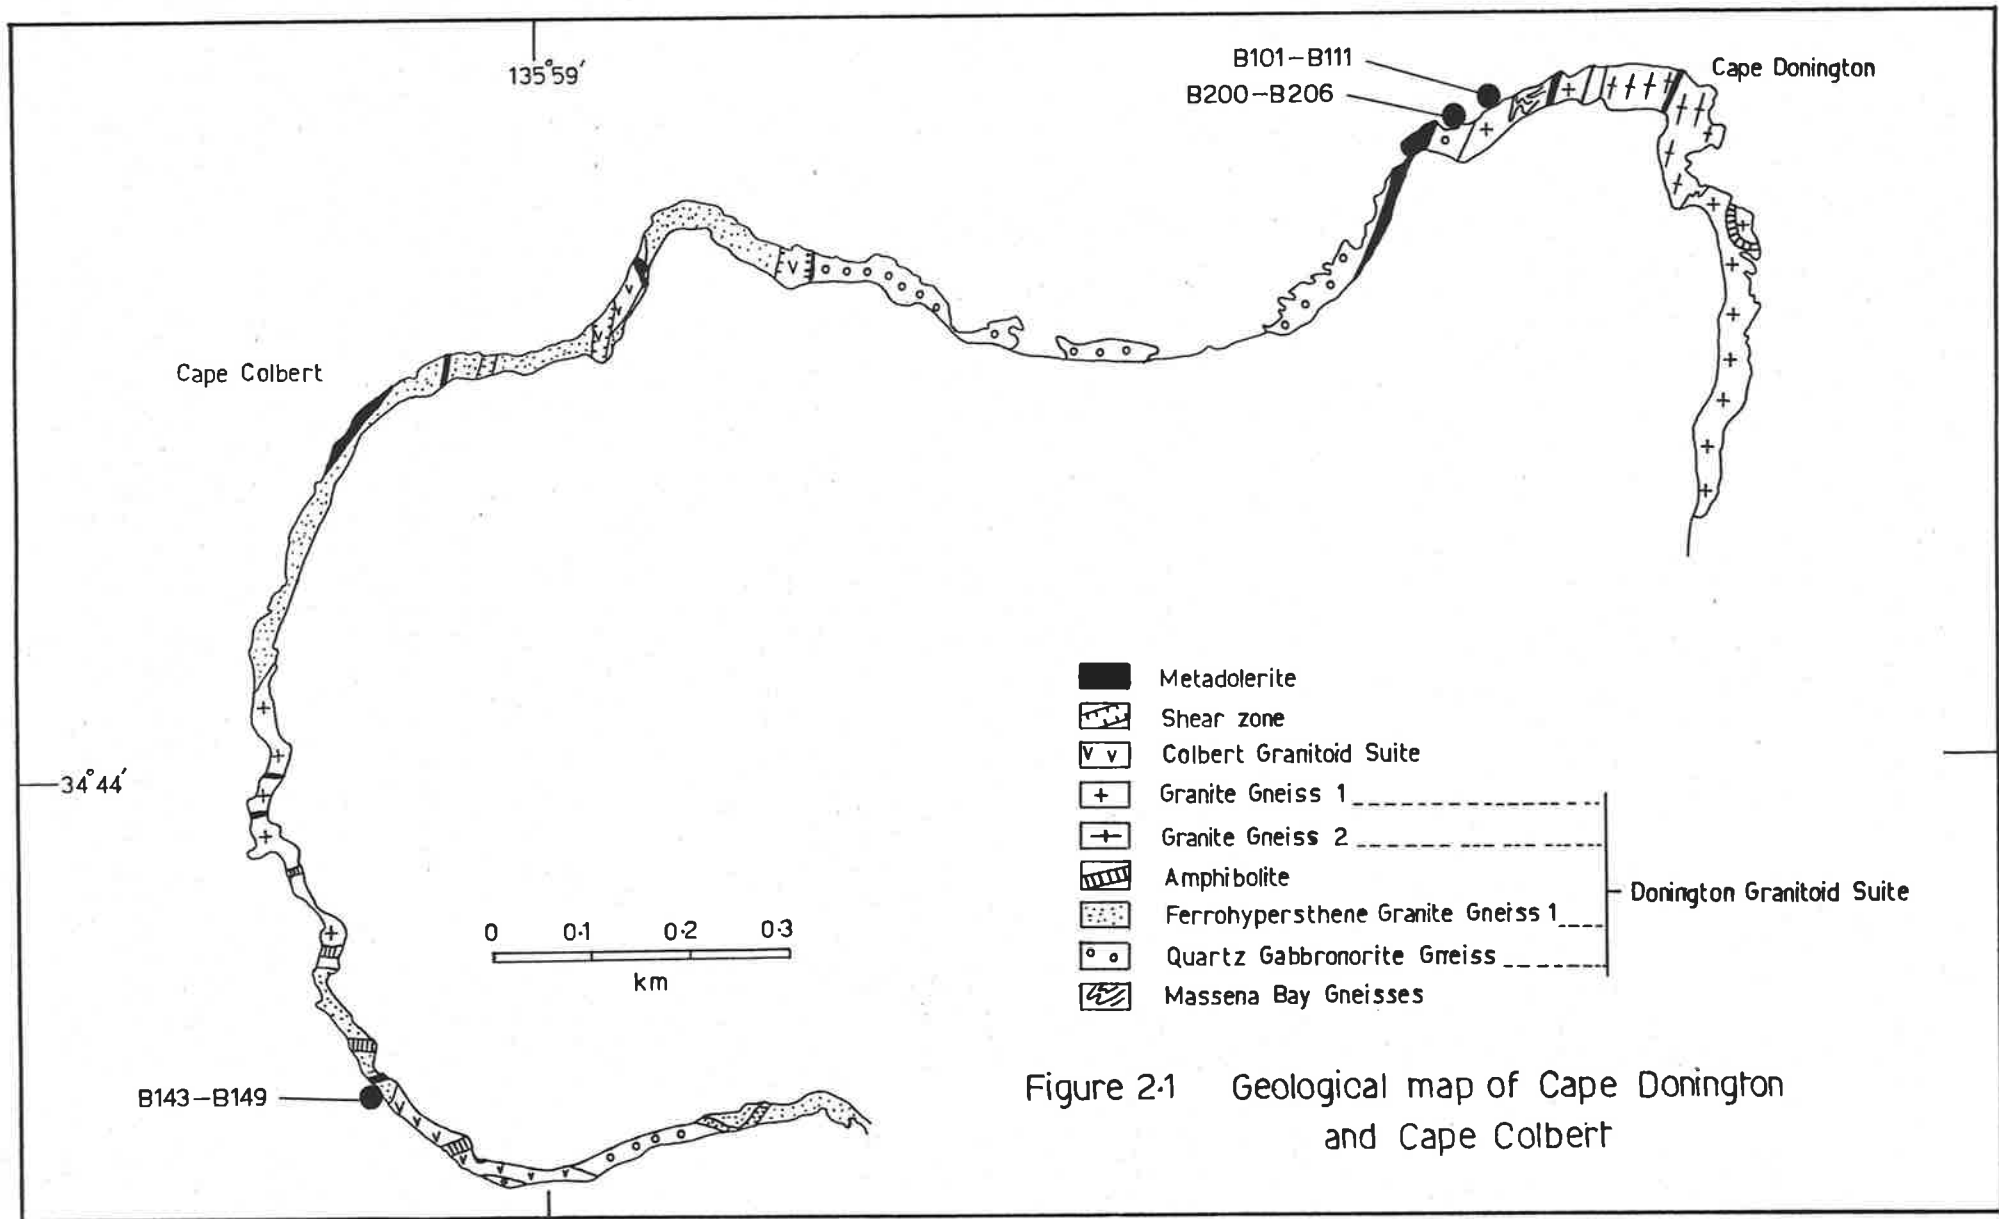 135°59′
B101–B111
B200–B206
Cape Donington
Cape Colbert
34°44′
B143–B149
0 0·1 0·2 0·3
km
Metadolerite
Shear zone
Colbert Granitoid Suite
Granite Gneiss 1
Granite Gneiss 2
Amphibolite
Ferrohypersthene Granite Gneiss 1
Quartz Gabbronorite Gneiss
Massena Bay Gneisses
Donington Granitoid Suite
Figure 2·1 Geological map of Cape Donington
and Cape Colbert